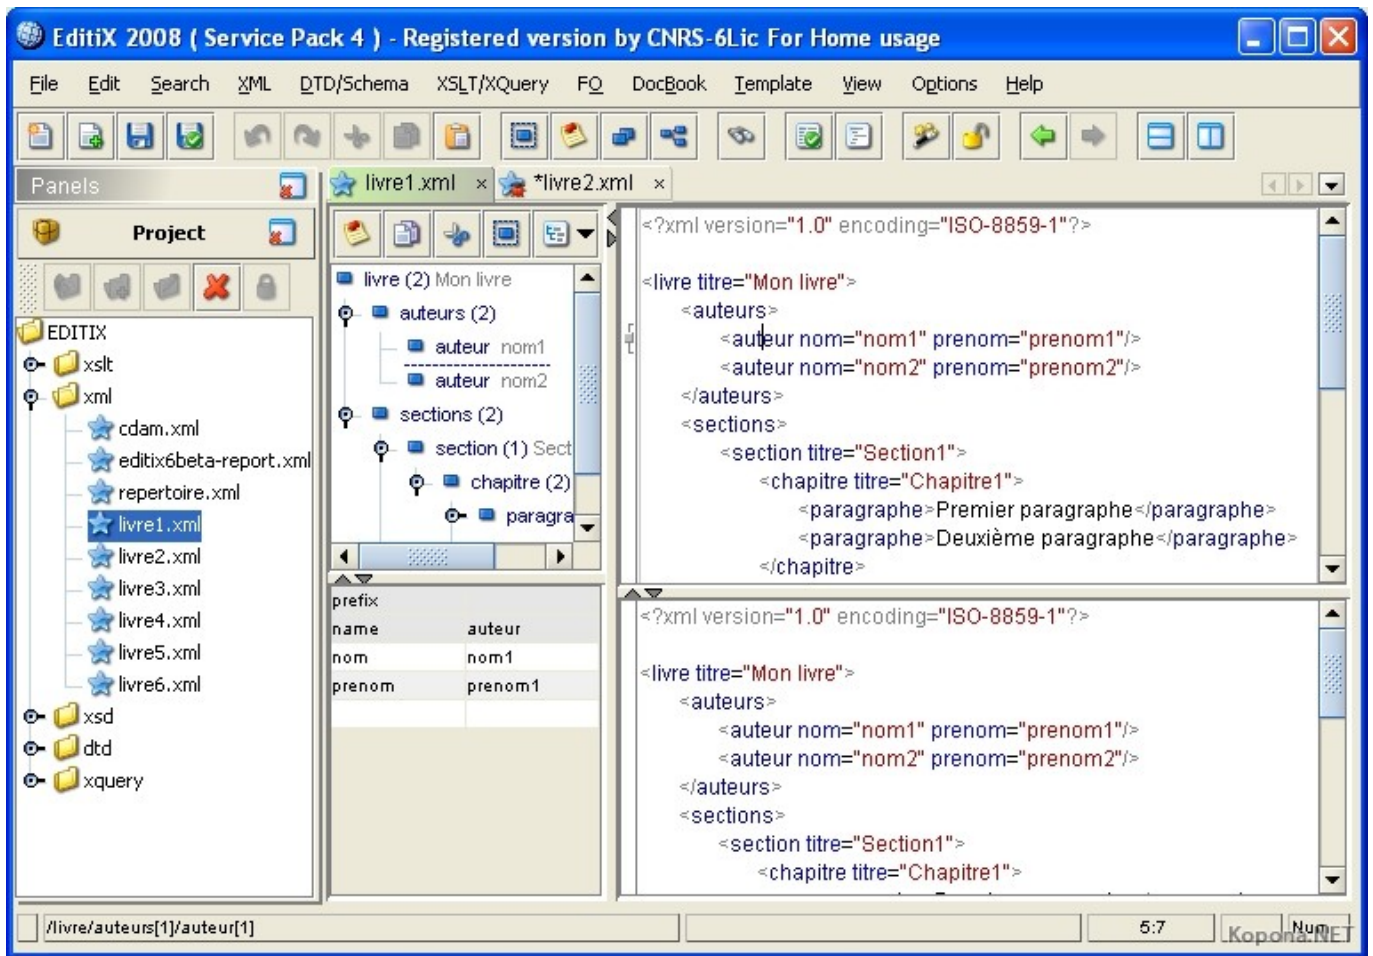 EditiX 2008 ( Service Pack 4 ) - Registered version by CNRS-6Lic For Home usage
File Edit Search XML DTD/Schema XSLT/XQuery FO DocBook Template View Options Help
Panels
Project
EDITIX
xslt
xml
cdam.xml
editix6beta-report.xml
repertoire.xml
livre1.xml
livre2.xml
livre3.xml
livre4.xml
livre5.xml
livre6.xml
xsd
dtd
xquery
livre1.xml × *livre2.xml ×
livre (2) Mon livre
auteurs (2)
auteur nom1
auteur nom2
sections (2)
section (1) Sect
chapitre (2)
paragra
prefix
name auteur
nom nom1
prenom prenom1
<?xml version="1.0" encoding="ISO-8859-1"?>
<livre titre="Mon livre">
<auteurs>
<auteur nom="nom1" prenom="prenom1"/>
<auteur nom="nom2" prenom="prenom2"/>
</auteurs>
<sections>
<section titre="Section1">
<chapitre titre="Chapitre1">
<paragraphe>Premier paragraphe</paragraphe>
<paragraphe>Deuxième paragraphe</paragraphe>
</chapitre>
<?xml version="1.0" encoding="ISO-8859-1"?>
<livre titre="Mon livre">
<auteurs>
<auteur nom="nom1" prenom="prenom1"/>
<auteur nom="nom2" prenom="prenom2"/>
</auteurs>
<sections>
<section titre="Section1">
<chapitre titre="Chapitre1">
/livre/auteurs[1]/auteur[1] 5:7 Num
Kopona.NET